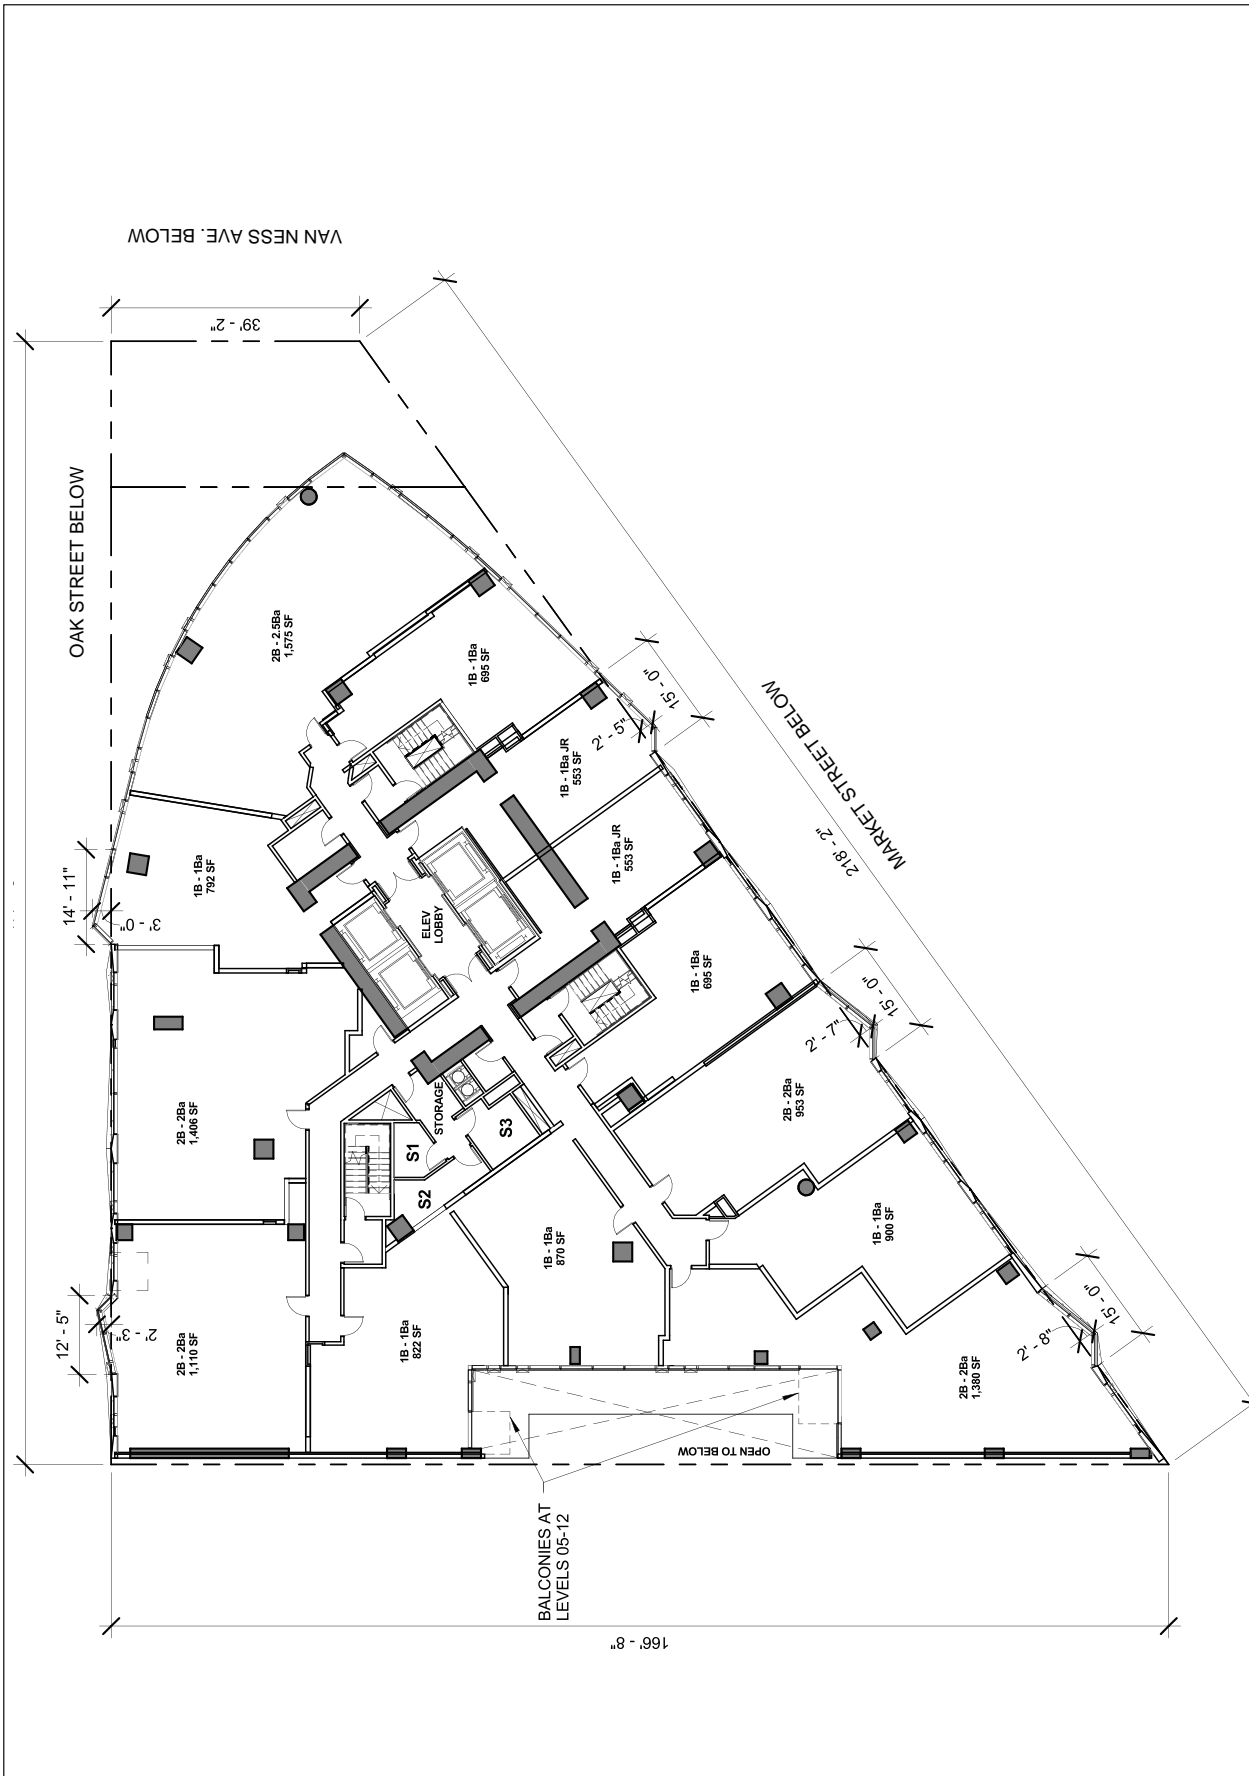 VAN NESS AVE. BELOW
39' - 2"
OAK STREET BELOW
2B - 2.5Ba
1,575 SF
1B - 1Ba
695 SF
15' - 0"
2' - 5"
MARKET STREET BELOW
218' - 2"
1B - 1Ba JR
553 SF
1B - 1Ba JR
553 SF
14' - 11"
3' - 0"
1B - 1Ba
792 SF
ELEV
LOBBY
1B - 1Ba
695 SF
15' - 0"
2' - 7"
2B - 2Ba
1,406 SF
STORAGE
S1
S2
S3
2B - 2Ba
953 SF
1B - 1Ba
900 SF
1B - 1Ba
870 SF
12' - 5"
2' - 3"
2B - 2Ba
1,110 SF
1B - 1Ba
822 SF
15' - 0"
2' - 8"
2B - 2Ba
1,380 SF
OPEN TO BELOW
BALCONIES AT
LEVELS 05-12
166' - 8"